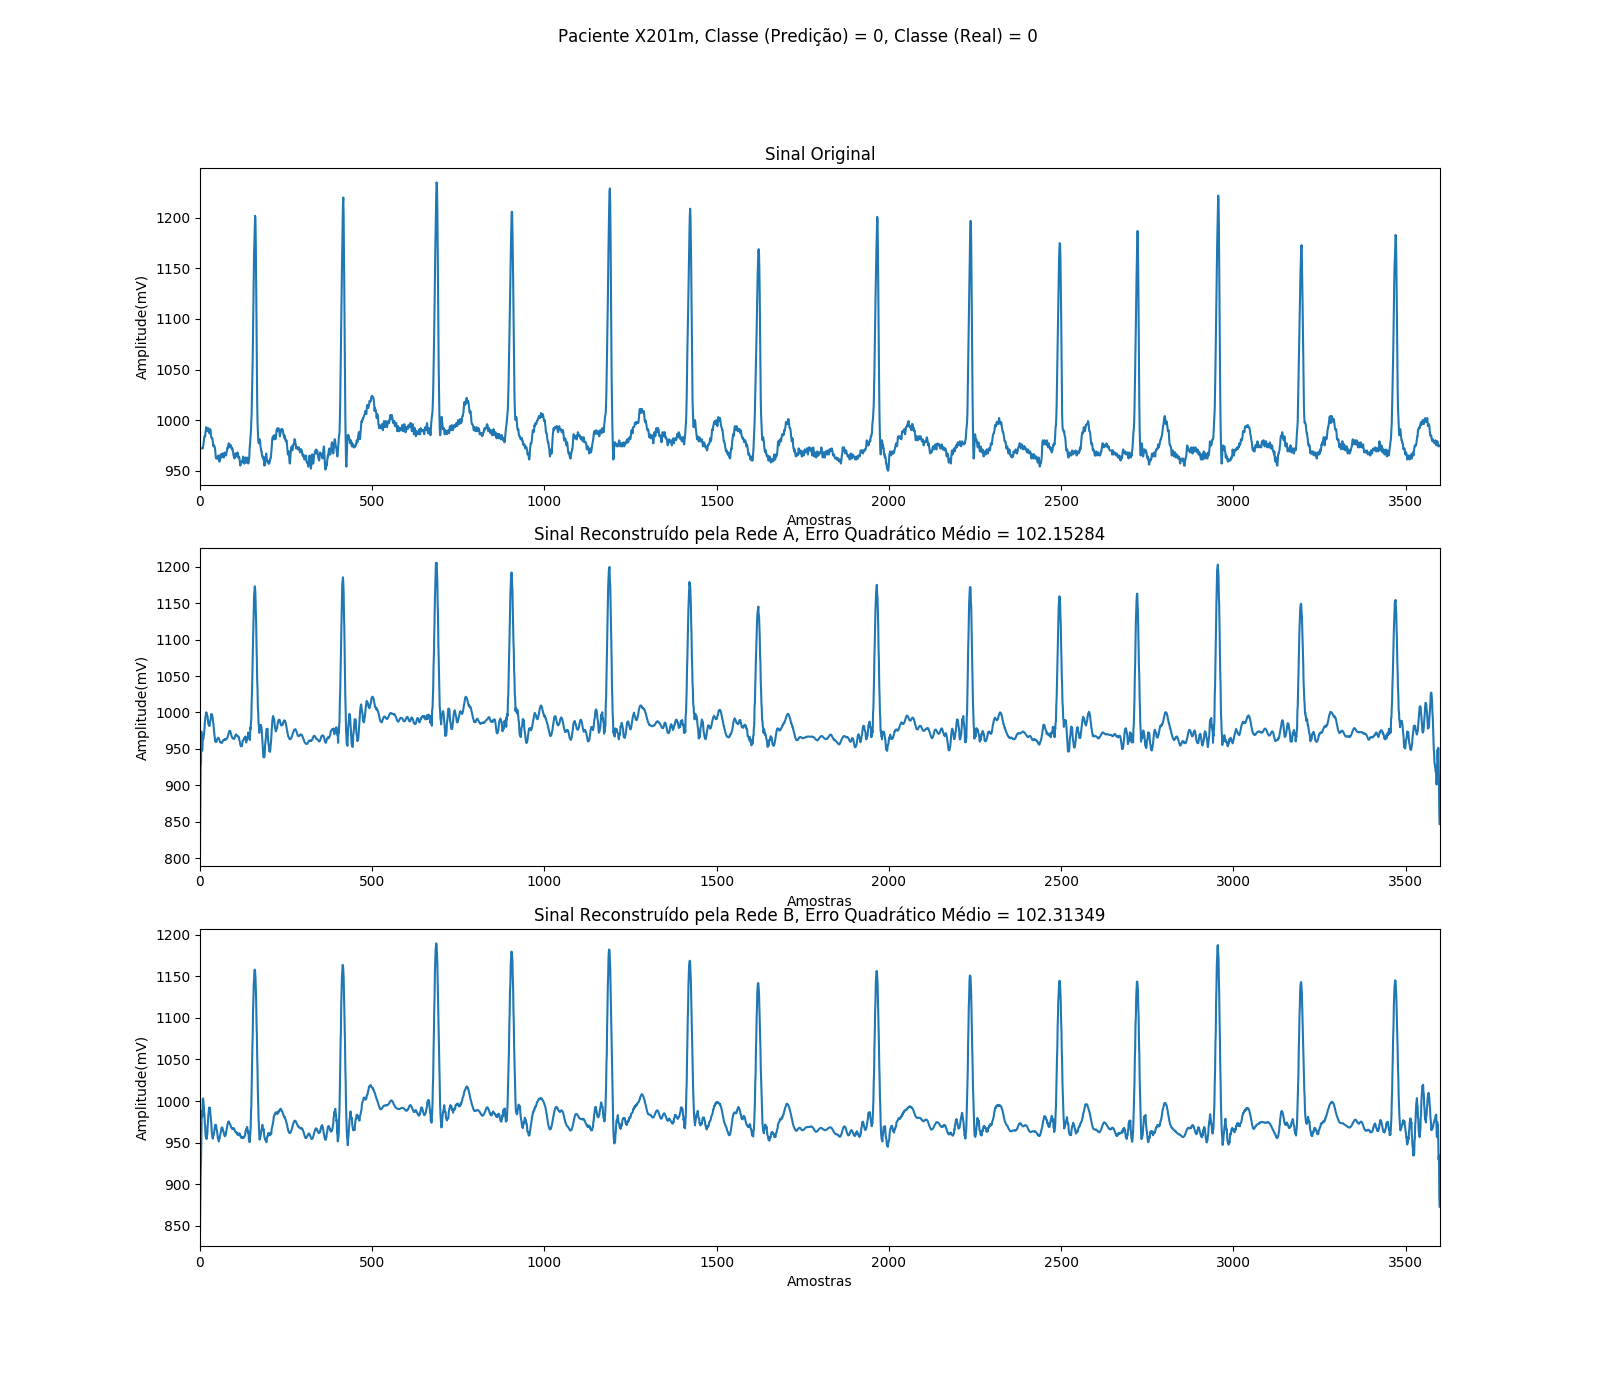 Paciente X201m, Classe (Predição) = 0, Classe (Real) = 0
Sinal Original
Amplitude(mV)
1200
1150
1100
1050
1000
950
0 500 1000 1500 2000 2500 3000 3500
Amostras
Sinal Reconstruído pela Rede A, Erro Quadrático Médio = 102.15284
Amplitude(mV)
1200
1150
1100
1050
1000
950
900
850
800
0 500 1000 1500 2000 2500 3000 3500
Amostras
Sinal Reconstruído pela Rede B, Erro Quadrático Médio = 102.31349
Amplitude(mV)
1200
1150
1100
1050
1000
950
900
850
0 500 1000 1500 2000 2500 3000 3500
Amostras